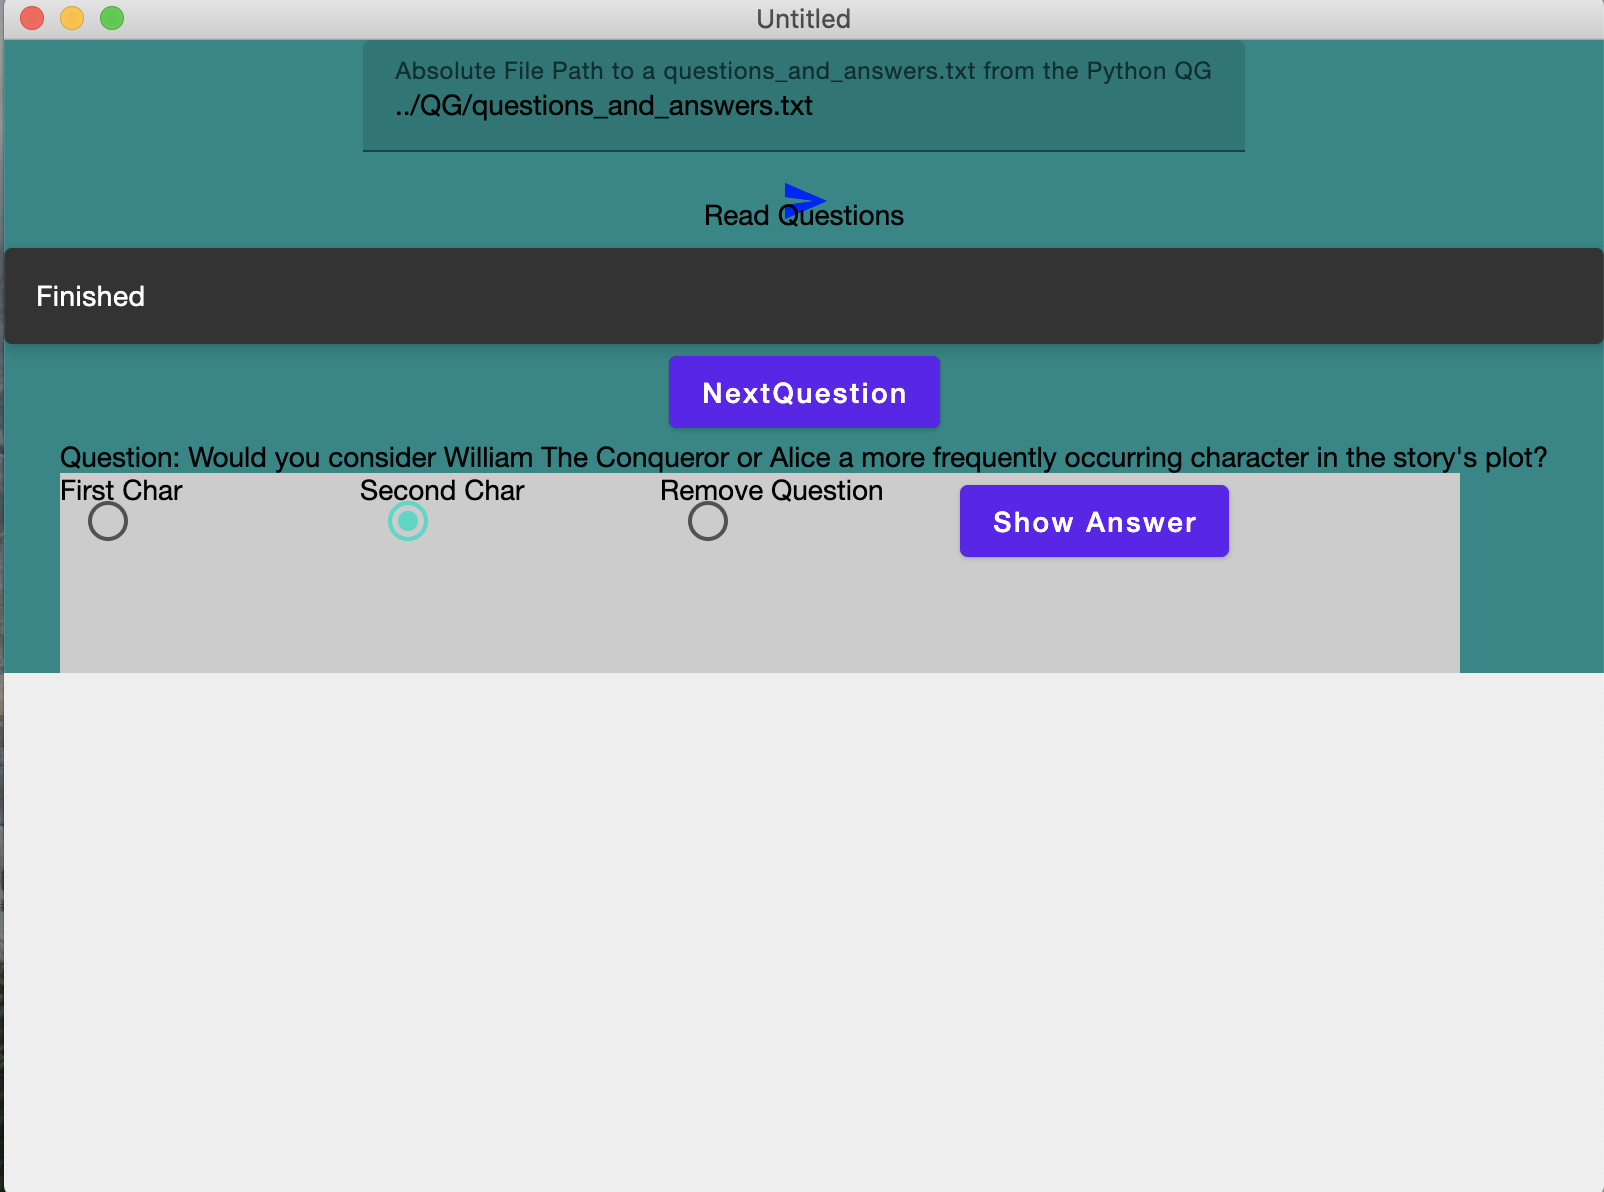 Untitled
Absolute File Path to a questions_and_answers.txt from the Python QG
../QG/questions_and_answers.txt
Read Questions
Finished
NextQuestion
Question: Would you consider William The Conqueror or Alice a more frequently occurring character in the story's plot?
First Char Second Char Remove Question
Show Answer